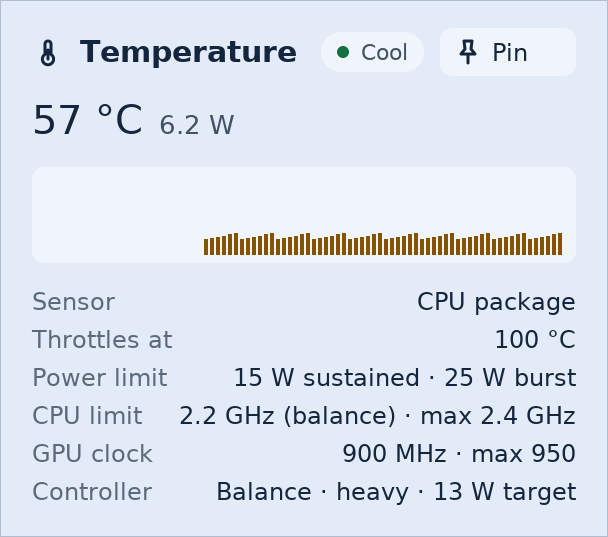 Temperature Cool Pin
57 °C 6.2 W
Sensor CPU package
Throttles at 100 °C
Power limit 15 W sustained · 25 W burst
CPU limit 2.2 GHz (balance) · max 2.4 GHz
GPU clock 900 MHz · max 950
Controller Balance · heavy · 13 W target